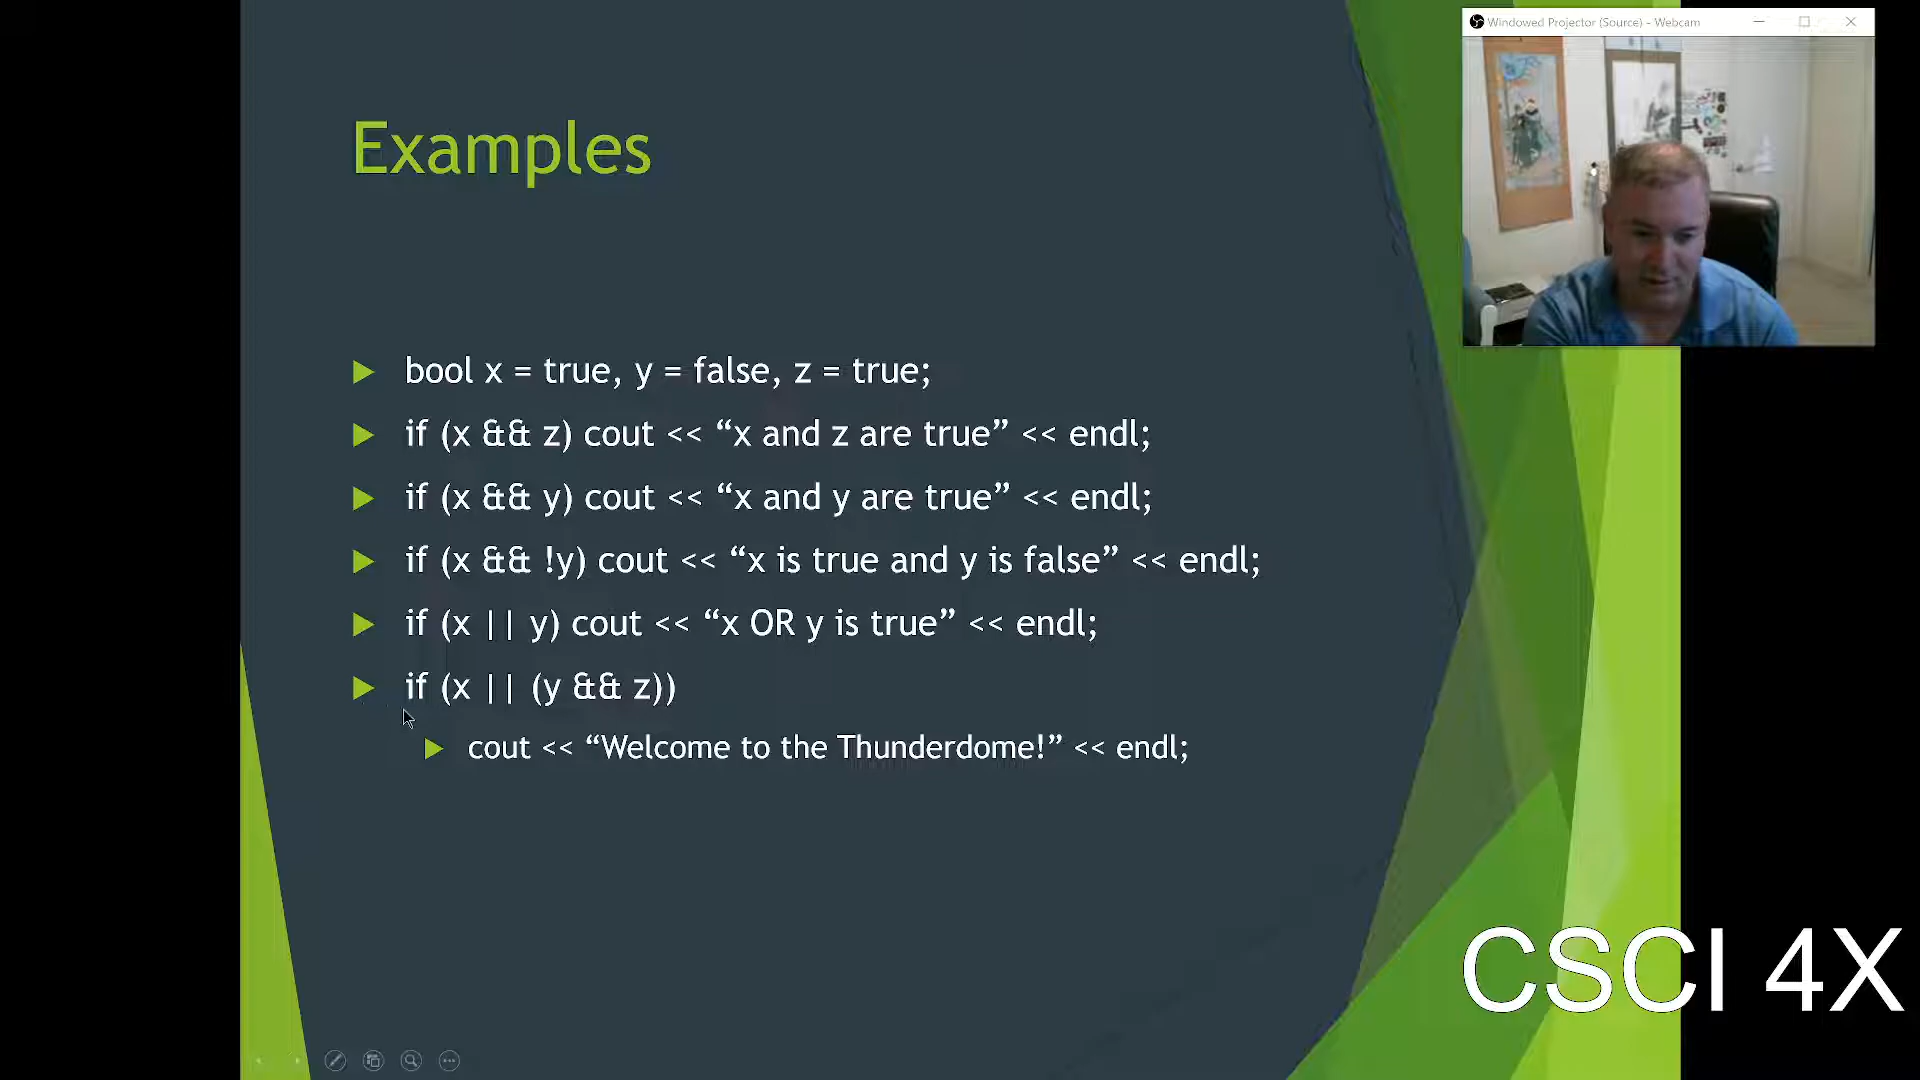 Windowed Projector (Source) - Webcam
Examples
bool x = true, y = false, z = true;
if (x && z) cout << “x and z are true” << endl;
if (x && y) cout << “x and y are true” << endl;
if (x && !y) cout << “x is true and y is false” << endl;
if (x || y) cout << “x OR y is true” << endl;
if (x || (y && z))
cout << “Welcome to the Thunderdome!” << endl;
CSCI 4X